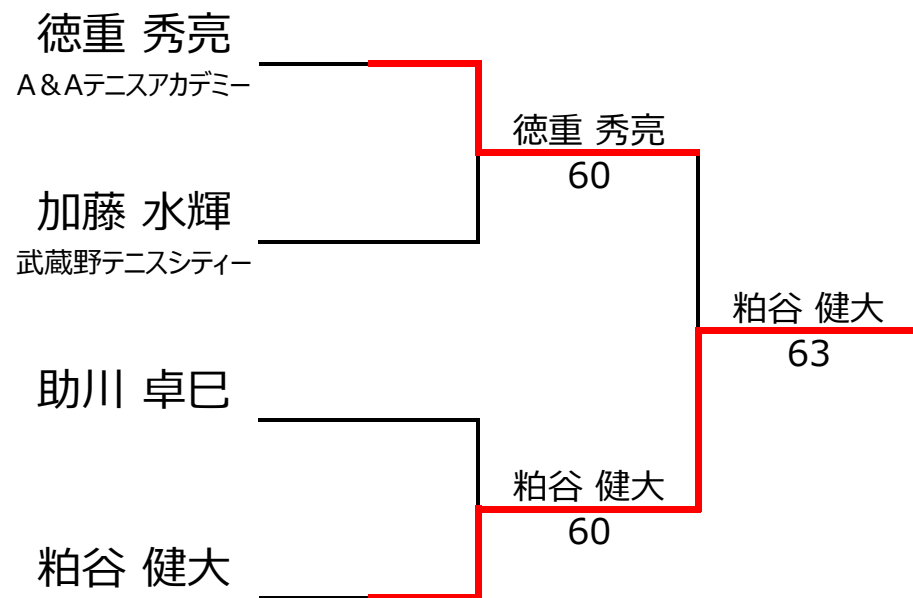 徳重 秀亮
A＆Aテニスアカデミー
徳重 秀亮
60
加藤 水輝
武蔵野テニスシティー
粕谷 健大
63
助川 卓巳
粕谷 健大
60
粕谷 健大